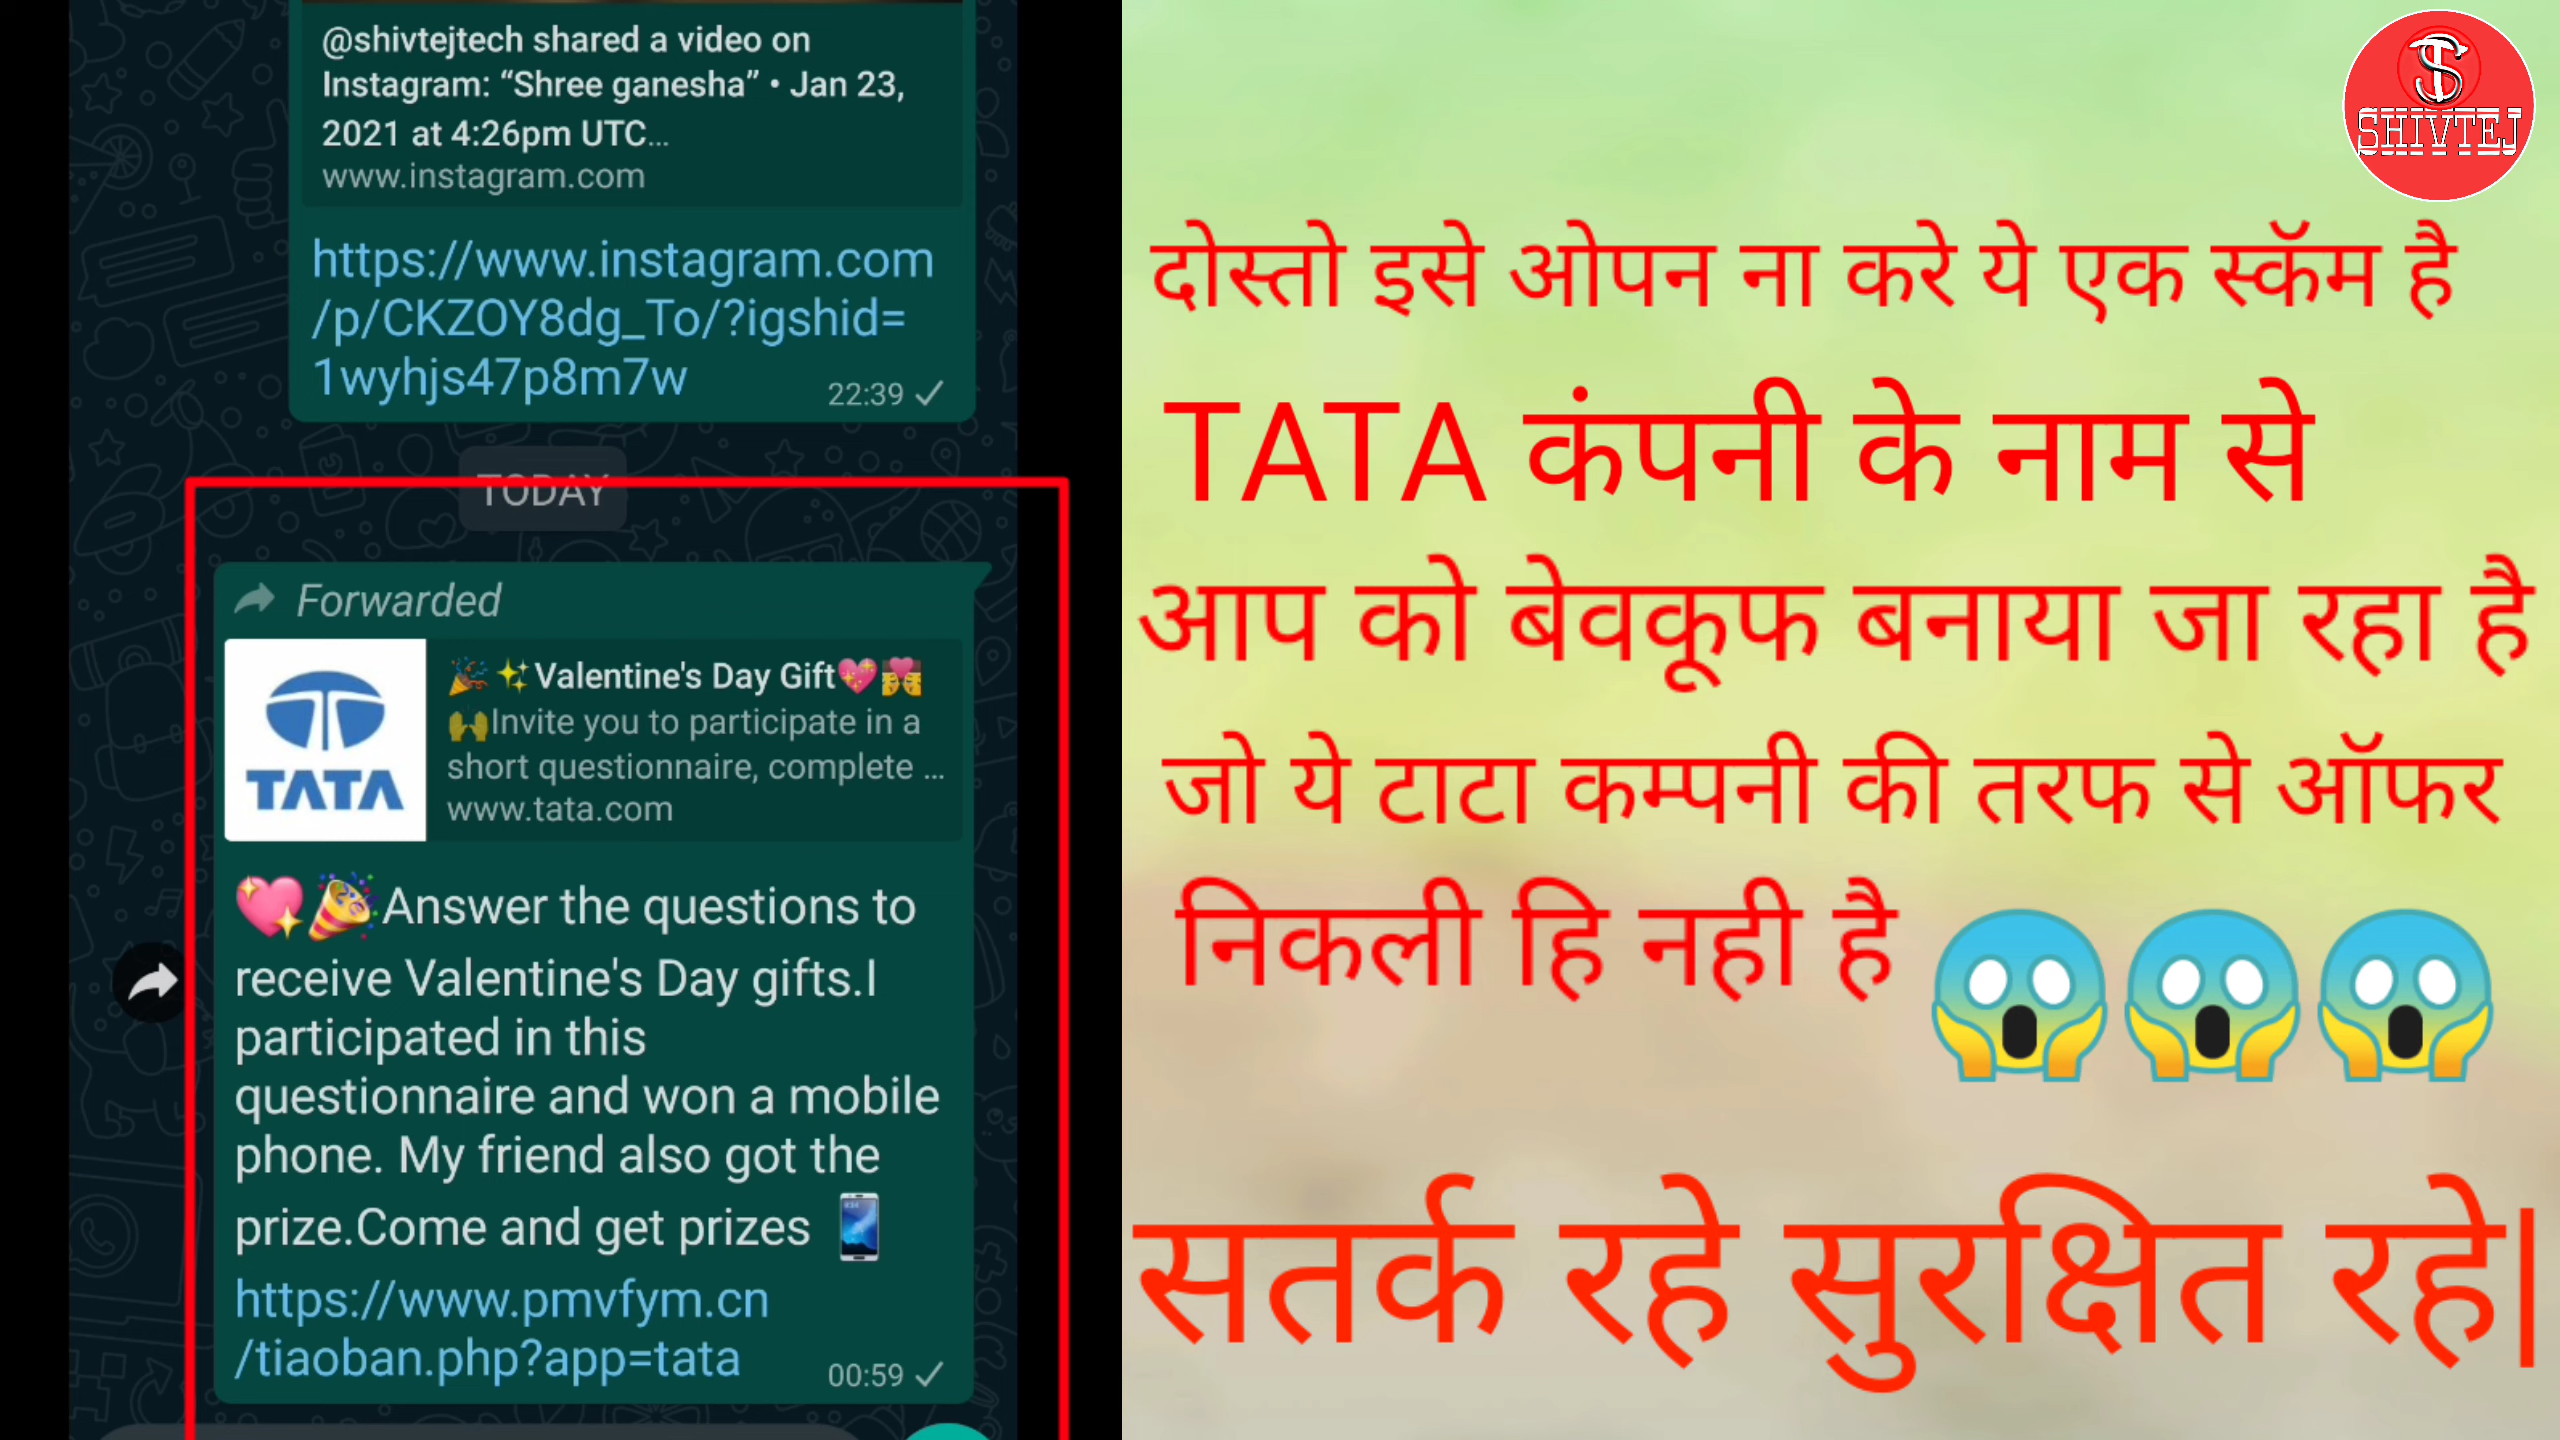 @shivtejtech shared a video on
Instagram: “Shree ganesha” • Jan 23,
2021 at 4:26pm UTC...
www.instagram.com
https://www.instagram.com
/p/CKZOY8dg_To/?igshid=
1wyhjs47p8m7w
22:39
TODAY
Forwarded
TATA
🎉✨Valentine's Day Gift💖💏
🙌Invite you to participate in a
short questionnaire, complete ...
www.tata.com
💖🎉Answer the questions to
receive Valentine's Day gifts.I
participated in this
questionnaire and won a mobile
phone. My friend also got the
prize.Come and get prizes 📱
https://www.pmvfym.cn
/tiaoban.php?app=tata
00:59
SHIVTEJ
दोस्तो इसे ओपन ना करे ये एक स्कॅम है
TATA कंपनी के नाम से
आप को बेवकूफ बनाया जा रहा है
जो ये टाटा कम्पनी की तरफ से ऑफर
निकली हि नही है 😱😱😱
सतर्क रहे सुरक्षित रहे|